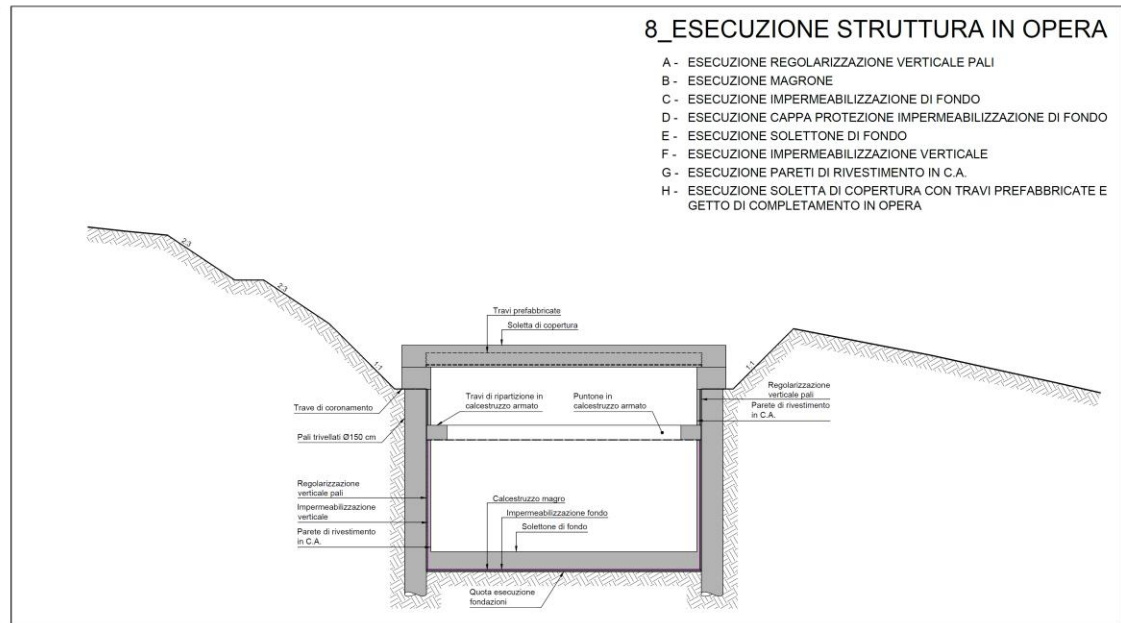 8_ESECUZIONE STRUTTURA IN OPERA
A - ESECUZIONE REGOLARIZZAZIONE VERTICALE PALI
B - ESECUZIONE MAGRONE
C - ESECUZIONE IMPERMEABILIZZAZIONE DI FONDO
D - ESECUZIONE CAPPA PROTEZIONE IMPERMEABILIZZAZIONE DI FONDO
E - ESECUZIONE SOLETTONE DI FONDO
F - ESECUZIONE IMPERMEABILIZZAZIONE VERTICALE
G - ESECUZIONE PARETI DI RIVESTIMENTO IN C.A.
H - ESECUZIONE SOLETTA DI COPERTURA CON TRAVI PREFABBRICATE E
GETTO DI COMPLETAMENTO IN OPERA
2:3
2:3
1:1
Travi prefabbricate
Soletta di copertura
1:1
Trave di coronamento
Pali trivellati Ø150 cm
Travi di ripartizione in
calcestruzzo armato
Puntone in
calcestruzzo armato
Regolarizzazione
verticale pali
Parete di rivestimento
in C.A.
Regolarizzazione
verticale pali
Impermeabilizzazione
verticale
Parete di rivestimento
in C.A.
Calcestruzzo magro
Impermeabilizzazione fondo
Solettone di fondo
Quota esecuzione
fondazioni